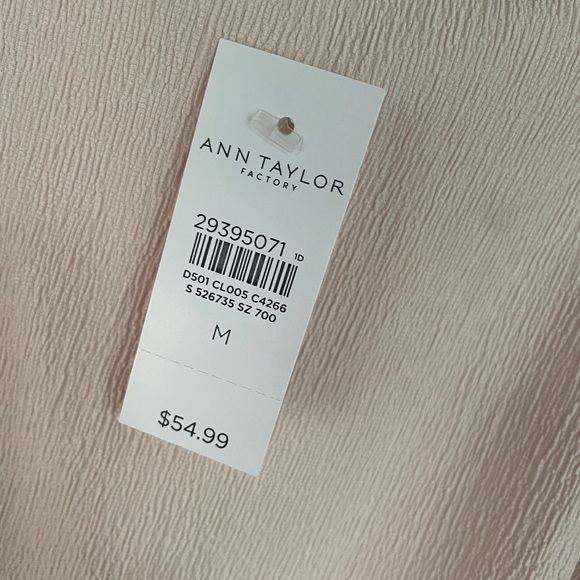 ANN TAYLOR
FACTORY
29395071 1D
D501 CL005 C4266
S 526735 SZ 700
M
$54.99